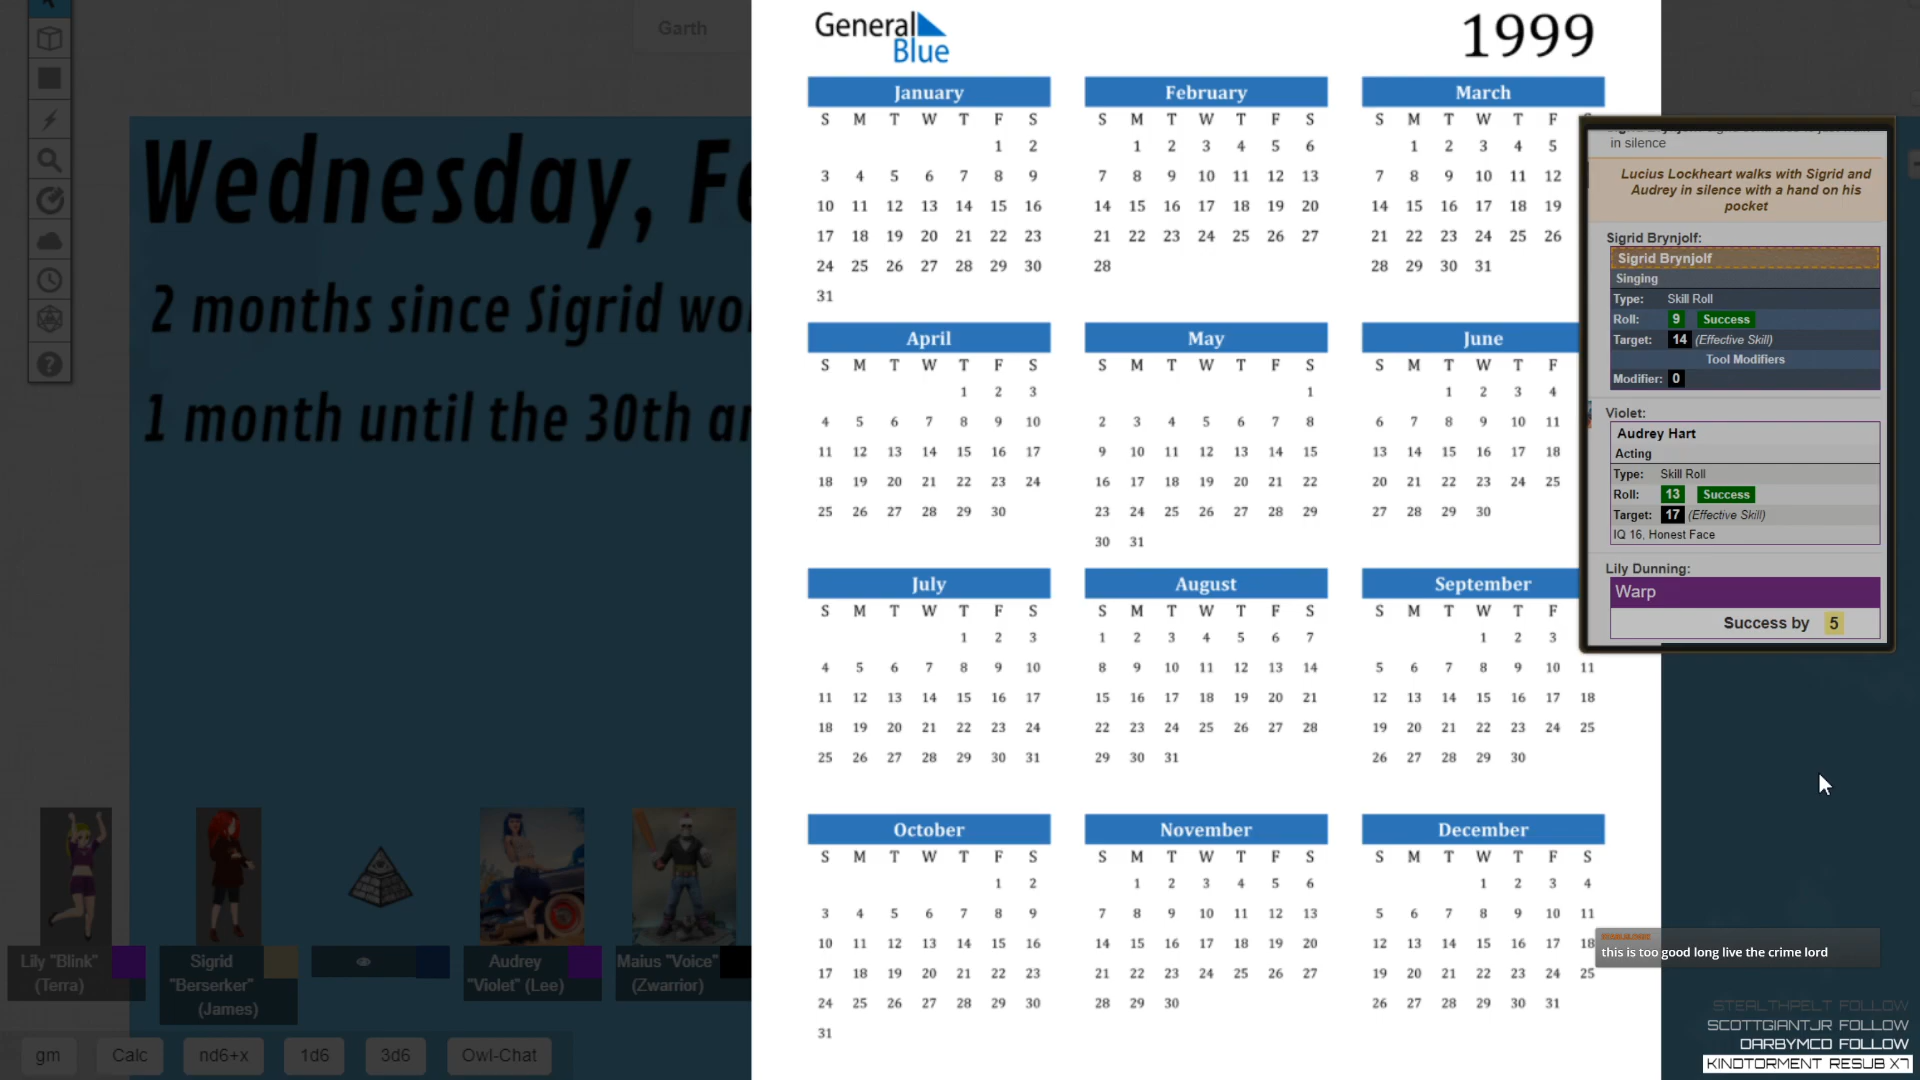 Garth
Wednesday, Fe
2 months since Sigrid wo
1 month until the 30th a
General
Blue
1999
January
S M T W T F S
1 2
3 4 5 6 7 8 9
10 11 12 13 14 15 16
17 18 19 20 21 22 23
24 25 26 27 28 29 30
31
February
S M T W T F S
1 2 3 4 5 6
7 8 9 10 11 12 13
14 15 16 17 18 19 20
21 22 23 24 25 26 27
28
March
S M T W T F S
1 2 3 4 5
7 8 9 10 11 12
14 15 16 17 18 19
21 22 23 24 25 26
28 29 30 31
April
S M T W T F S
1 2 3
4 5 6 7 8 9 10
11 12 13 14 15 16 17
18 19 20 21 22 23 24
25 26 27 28 29 30
May
S M T W T F S
1
2 3 4 5 6 7 8
9 10 11 12 13 14 15
16 17 18 19 20 21 22
23 24 25 26 27 28 29
30 31
June
S M T W T F
1 2 3 4
6 7 8 9 10 11
13 14 15 16 17 18
20 21 22 23 24 25
27 28 29 30
July
S M T W T F S
1 2 3
4 5 6 7 8 9 10
11 12 13 14 15 16 17
18 19 20 21 22 23 24
25 26 27 28 29 30 31
August
S M T W T F S
1 2 3 4 5 6 7
8 9 10 11 12 13 14
15 16 17 18 19 20 21
22 23 24 25 26 27 28
29 30 31
September
S M T W T F
1 2 3
5 6 7 8 9 10 11
12 13 14 15 16 17 18
19 20 21 22 23 24 25
26 27 28 29 30
October
S M T W T F S
1 2
3 4 5 6 7 8 9
10 11 12 13 14 15 16
17 18 19 20 21 22 23
24 25 26 27 28 29 30
31
November
S M T W T F S
1 2 3 4 5 6
7 8 9 10 11 12 13
14 15 16 17 18 19 20
21 22 23 24 25 26 27
28 29 30
December
S M T W T F S
1 2 3 4
5 6 7 8 9 10 11
12 13 14 15 16 17 18
19 20 21 22 23 24 25
26 27 28 29 30 31
in silence
Lucius Lockheart walks with Sigrid and
Audrey in silence with a hand on his
pocket
Sigrid Brynjolf:
Sigrid Brynjolf
Singing
Type: Skill Roll
Roll: 9 Success
Target: 14 (Effective Skill)
Tool Modifiers
Modifier: 0
Violet:
Audrey Hart
Acting
Type: Skill Roll
Roll: 13 Success
Target: 17 (Effective Skill)
IQ 16, Honest Face
Lily Dunning:
Warp
Success by 5
this is too good long live the crime lord
STEALTHPELT FOLLOW
SCOTTGIANTJR FOLLOW
DARBYMCD FOLLOW
KINDTORMENT RESUB X7
Lily "Blink"
(Terra)
Sigrid
"Berserker"
(James)
Audrey
"Violet" (Lee)
Maius "Voice"
(Zwarrior)
gm Calc nd6+x 1d6 3d6 Owl-Chat